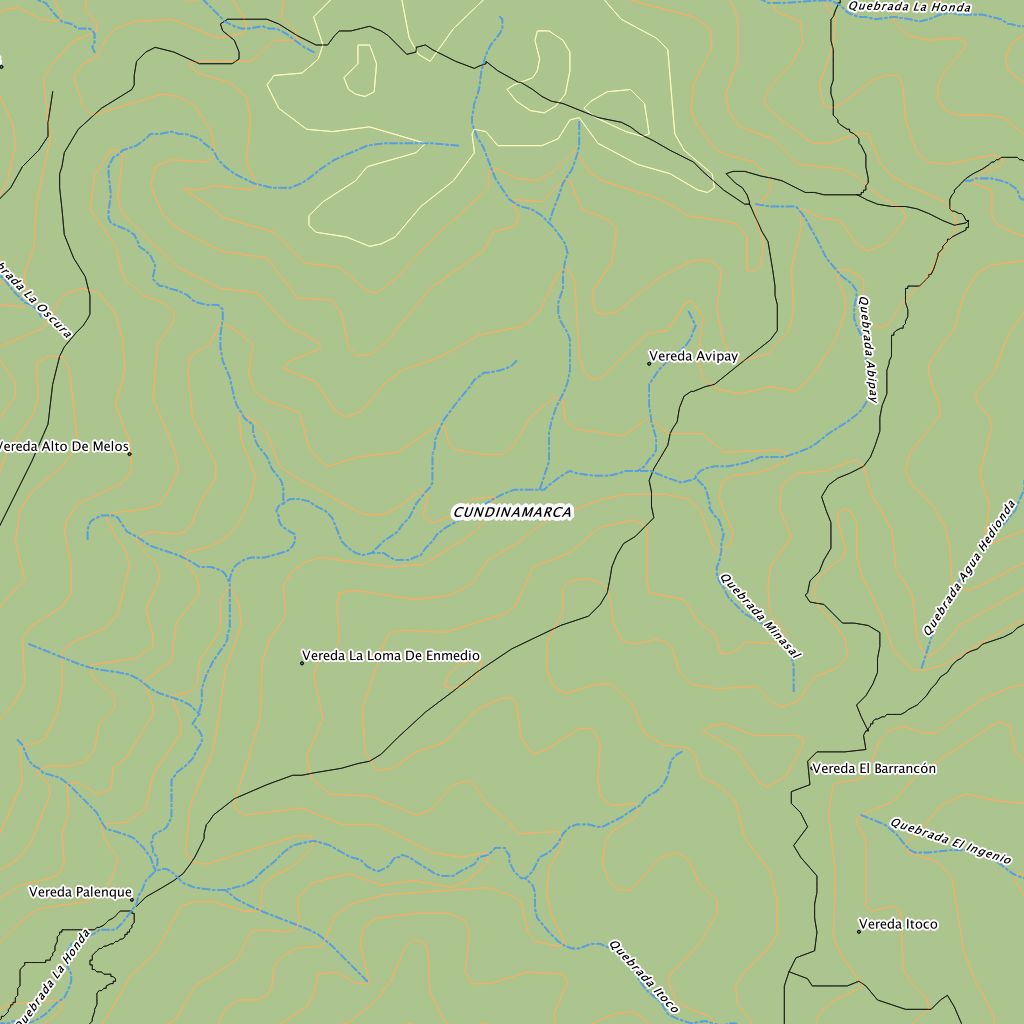 Quebrada La Honda
brada La Oscura
Quebrada Abipay
Vereda Avipay
Vereda Alto De Melos
CUNDINAMARCA
Quebrada Agua Hedionda
Quebrada Minasal
Vereda La Loma De Enmedio
Vereda El Barrancón
Quebrada El Ingenio
Vereda Palenque
Vereda Itoco
Quebrada La Honda
Quebrada Itoco